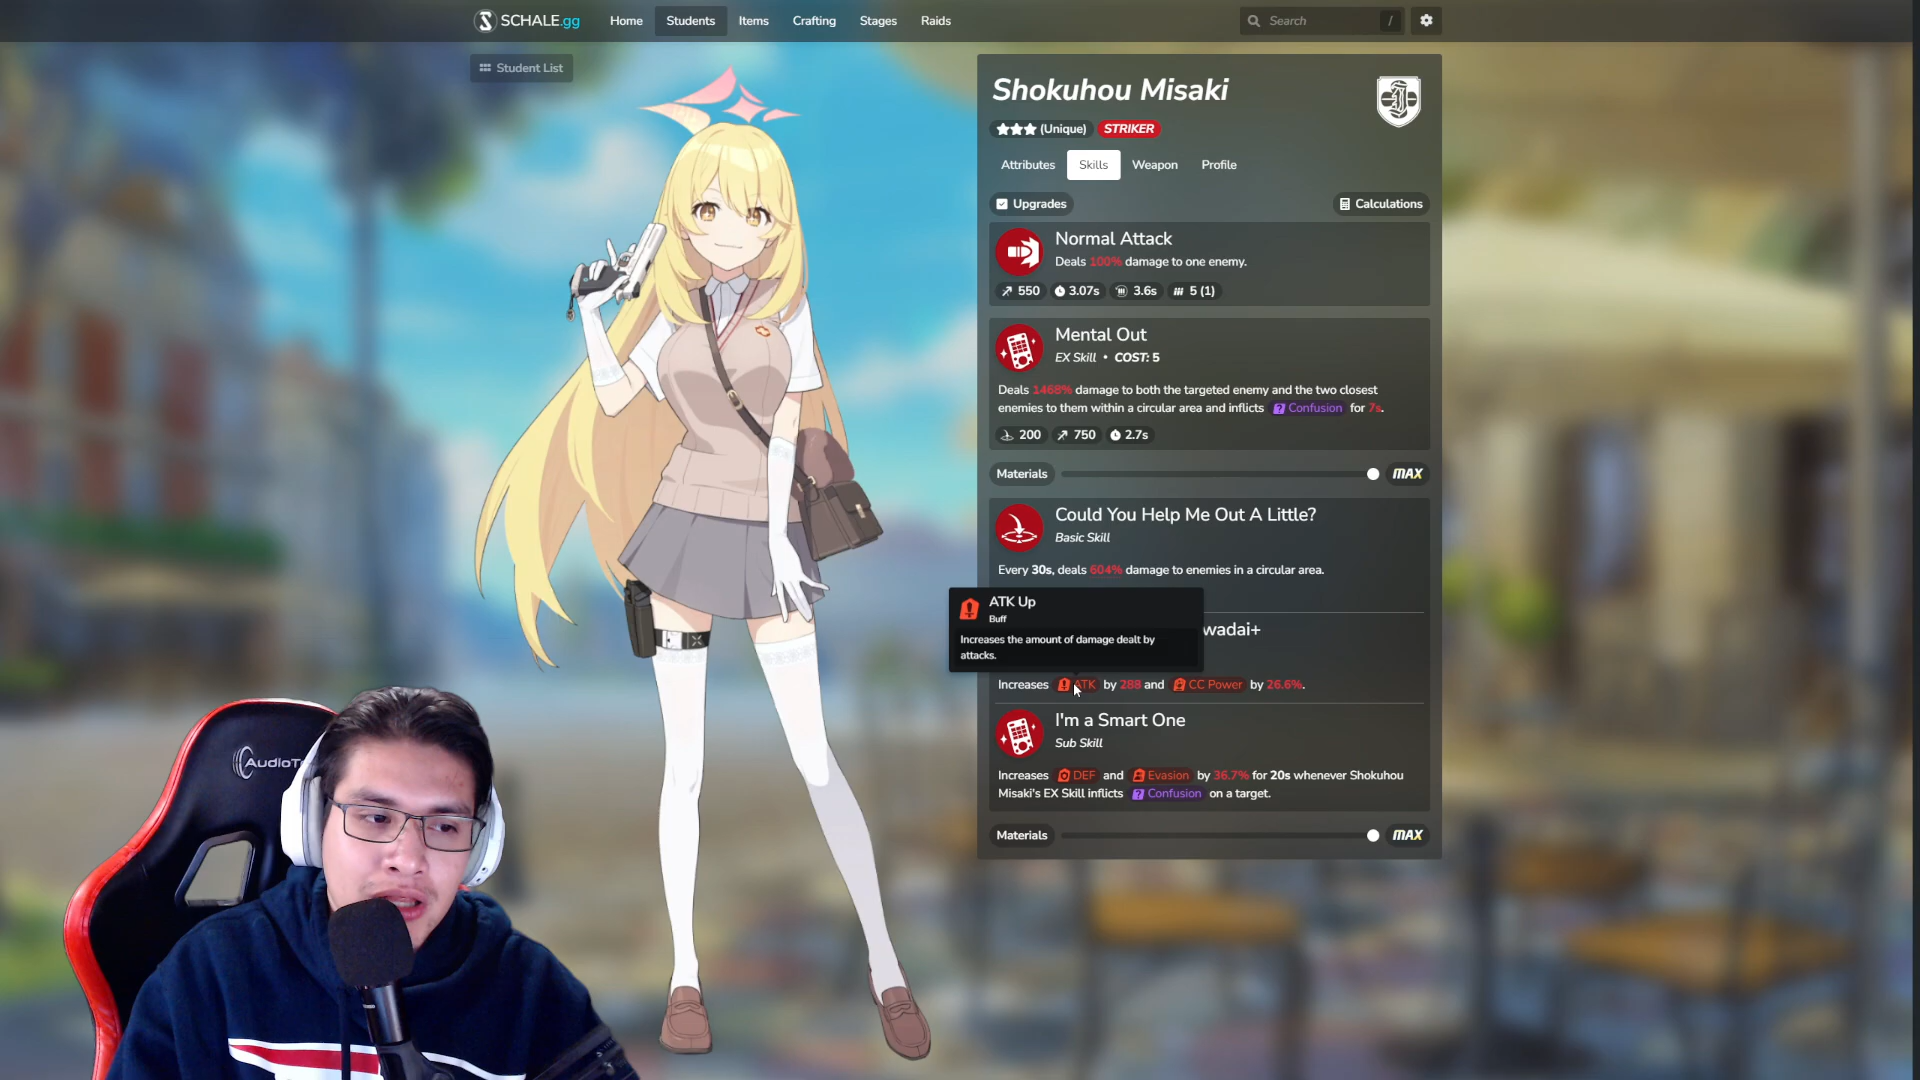 SCHALE.gg
Home
Students
Items
Crafting
Stages
Raids
Search
/
Student List
Shokuhou Misaki
(Unique)
STRIKER
Attributes
Skills
Weapon
Profile
Upgrades
Calculations
Normal Attack
Deals 100% damage to one enemy.
550
3.07s
3.6s
5 (1)
Mental Out
EX Skill • COST: 5
Deals 1468% damage to both the targeted enemy and the two closest
enemies to them within a circular area and inflicts Confusion for 7s.
200
750
2.7s
Materials
MAX
Could You Help Me Out A Little?
Basic Skill
Every 30s, deals 604% damage to enemies in a circular area.
ATK Up
Buff
Increases the amount of damage dealt by
attacks.
wadai+
Increases ATK by 288 and CC Power by 26.6%.
I'm a Smart One
Sub Skill
Increases DEF and Evasion by 36.7% for 20s whenever Shokuhou
Misaki's EX Skill inflicts Confusion on a target.
Materials
MAX